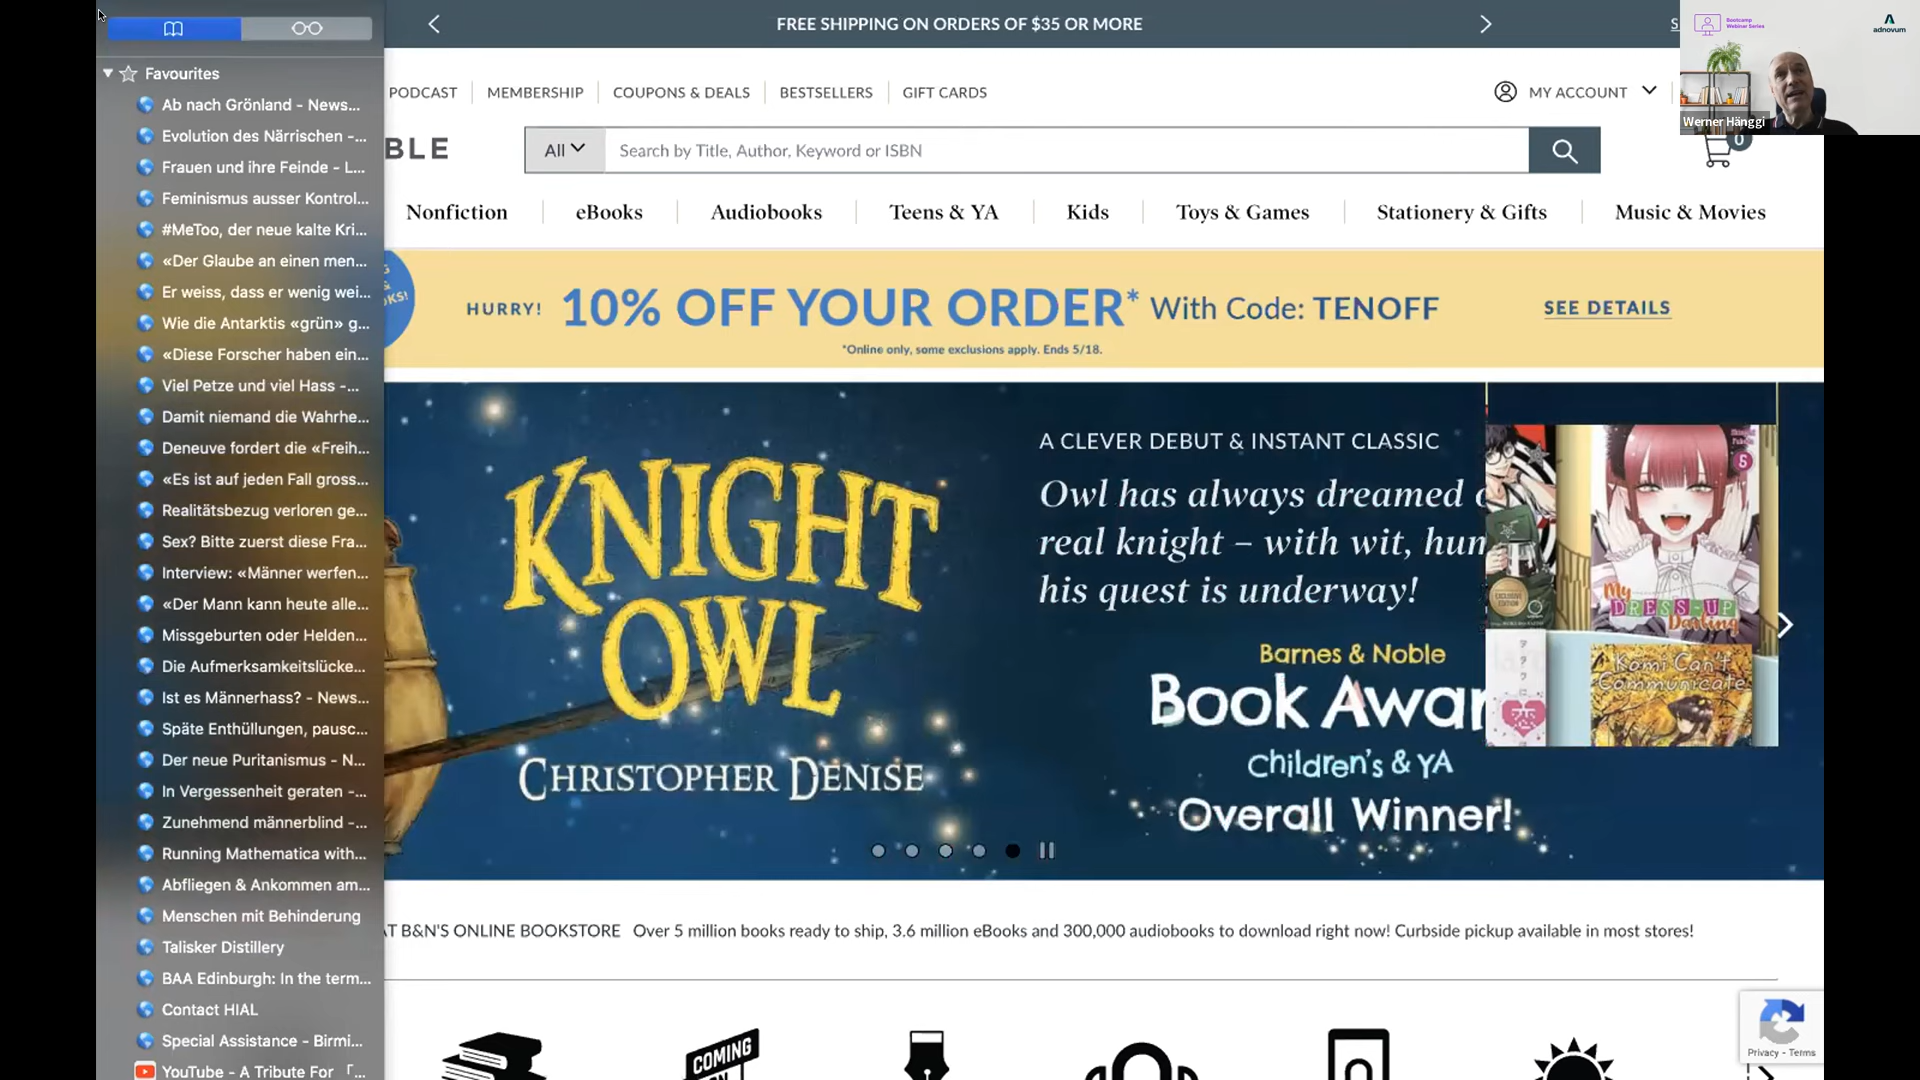 FREE SHIPPING ON ORDERS OF $35 OR MORE
S
Bootcamp
Webinar Series
adnovum
Werner Hänggi
Favourites
Ab nach Grönland - News...
Evolution des Närrischen -...
Frauen und ihre Feinde - L...
Feminismus ausser Kontrol...
#MeToo, der neue kalte Kri...
«Der Glaube an einen men...
Er weiss, dass er wenig wei...
Wie die Antarktis «grün» g...
«Diese Forscher haben ein...
Viel Petze und viel Hass -...
Damit niemand die Wahrhe...
Deneuve fordert die «Freih...
«Es ist auf jeden Fall gross...
Realitätsbezug verloren ge...
Sex? Bitte zuerst diese Fra...
Interview: «Männer werfen...
«Der Mann kann heute alle...
Missgeburten oder Helden...
Die Aufmerksamkeitslücke...
Ist es Männerhass? - News...
Späte Enthüllungen, pausc...
Der neue Puritanismus - N...
In Vergessenheit geraten -...
Zunehmend männerblind -...
Running Mathematica with...
Abfliegen & Ankommen am...
Menschen mit Behinderung
Talisker Distillery
BAA Edinburgh: In the term...
Contact HIAL
Special Assistance - Birmi...
YouTube - A Tribute For 「...
PODCAST MEMBERSHIP COUPONS & DEALS BESTSELLERS GIFT CARDS
MY ACCOUNT
BLE
All
Search by Title, Author, Keyword or ISBN
0
Nonfiction eBooks Audiobooks Teens & YA Kids Toys & Games Stationery & Gifts Music & Movies
&
KS!
HURRY! 10% OFF YOUR ORDER* With Code: TENOFF SEE DETAILS
*Online only, some exclusions apply. Ends 5/18.
KNIGHT
OWL
CHRISTOPHER DENISE
A CLEVER DEBUT & INSTANT CLASSIC
Owl has always dreamed
real knight – with wit, hum
his quest is underway!
Barnes & Noble
Book Awar
Children's & YA
Overall Winner!
5
EXCLUSIVE
EDITION
My
DRESS-UP
Darling
Komi Can't
Communicate
AT B&N'S ONLINE BOOKSTORE Over 5 million books ready to ship, 3.6 million eBooks and 300,000 audiobooks to download right now! Curbside pickup available in most stores!
COMING
Privacy - Terms